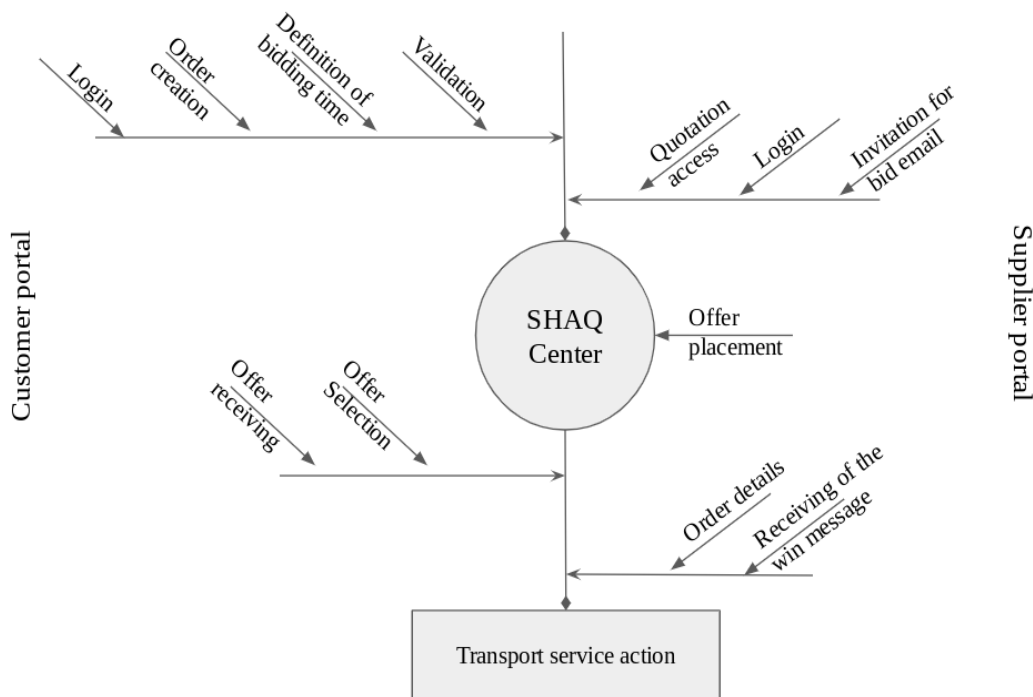 Login
Order
creation
Definition of
bidding time
Validation
Quotation
access
Login
Invitation for
bid email
Customer portal
Supplier portal
SHAQ
Center
Offer
placement
Offer
receiving
Offer
Selection
Order details
Receiving of the
win message
Transport service action